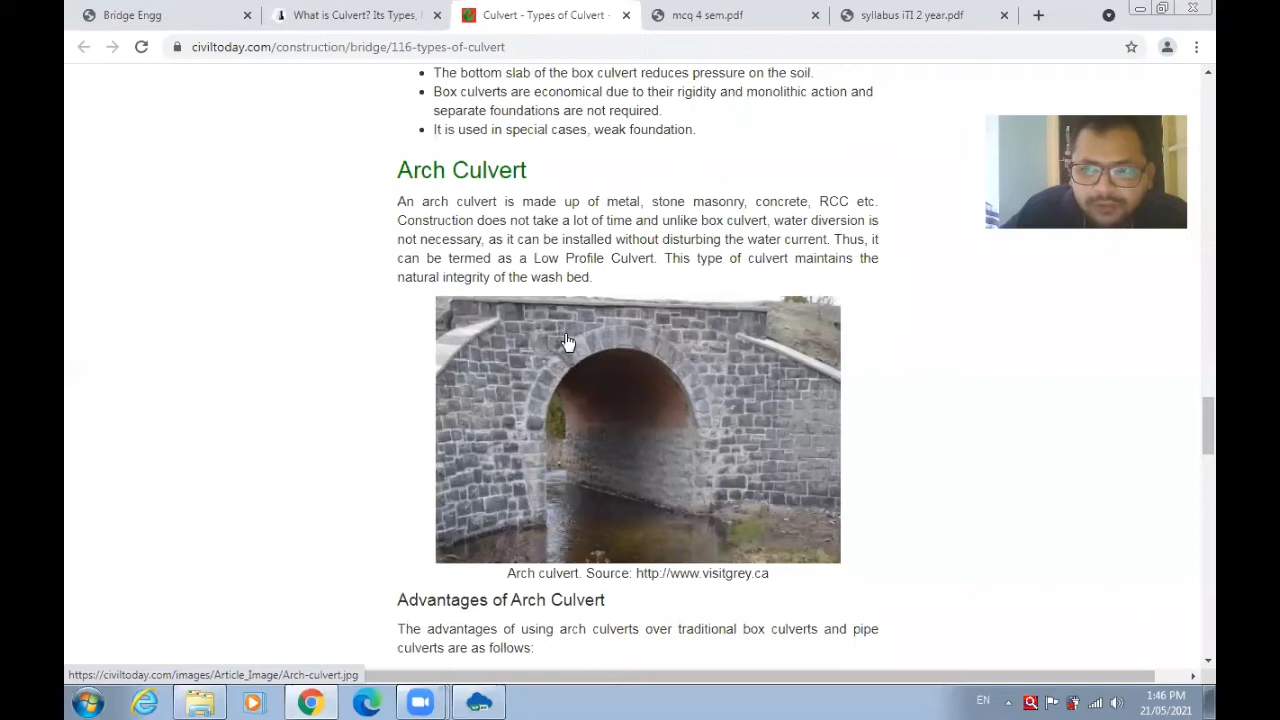 Bridge Engg
What is Culvert? Its Types, I
Culvert - Types of Culvert -
mcq 4 sem.pdf
syllabus iTI 2 year.pdf
civiltoday.com/construction/bridge/116-types-of-culvert
The bottom slab of the box culvert reduces pressure on the soil.
Box culverts are economical due to their rigidity and monolithic action and
separate foundations are not required.
It is used in special cases, weak foundation.
Arch Culvert
An arch culvert is made up of metal, stone masonry, concrete, RCC etc.
Construction does not take a lot of time and unlike box culvert, water diversion is
not necessary, as it can be installed without disturbing the water current. Thus, it
can be termed as a Low Profile Culvert. This type of culvert maintains the
natural integrity of the wash bed.
Arch culvert. Source: http://www.visitgrey.ca
Advantages of Arch Culvert
The advantages of using arch culverts over traditional box culverts and pipe
culverts are as follows:
https://civiltoday.com/images/Article_Image/Arch-culvert.jpg
EN
1:46 PM
21/05/2021